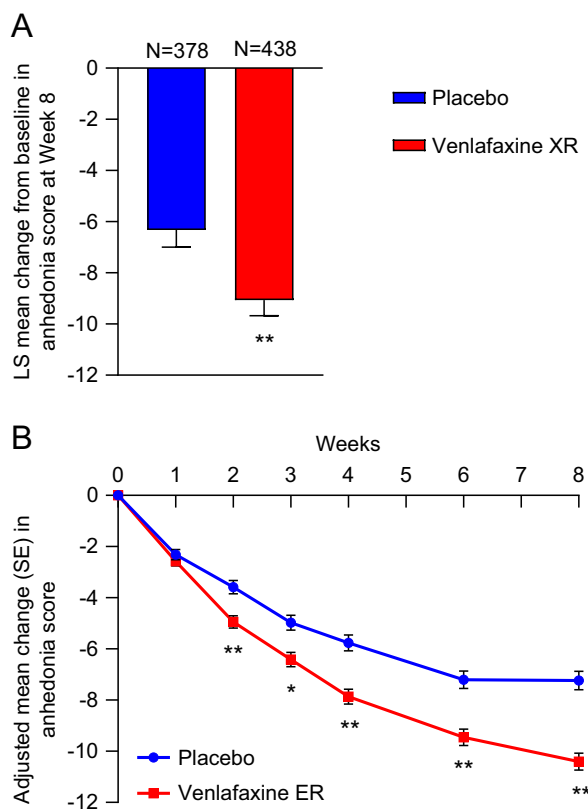 A
N=378 N=438
LS mean change from baseline in
anhedonia score at Week 8
0
-2
-4
-6
-8
-10
-12
**
Placebo
Venlafaxine XR
B
Weeks
0 1 2 3 4 6 8
Adjusted mean change (SE) in
anhedonia score
0
-2
-4
-6
-8
-10
-12
**
*
**
**
**
Placebo
Venlafaxine ER